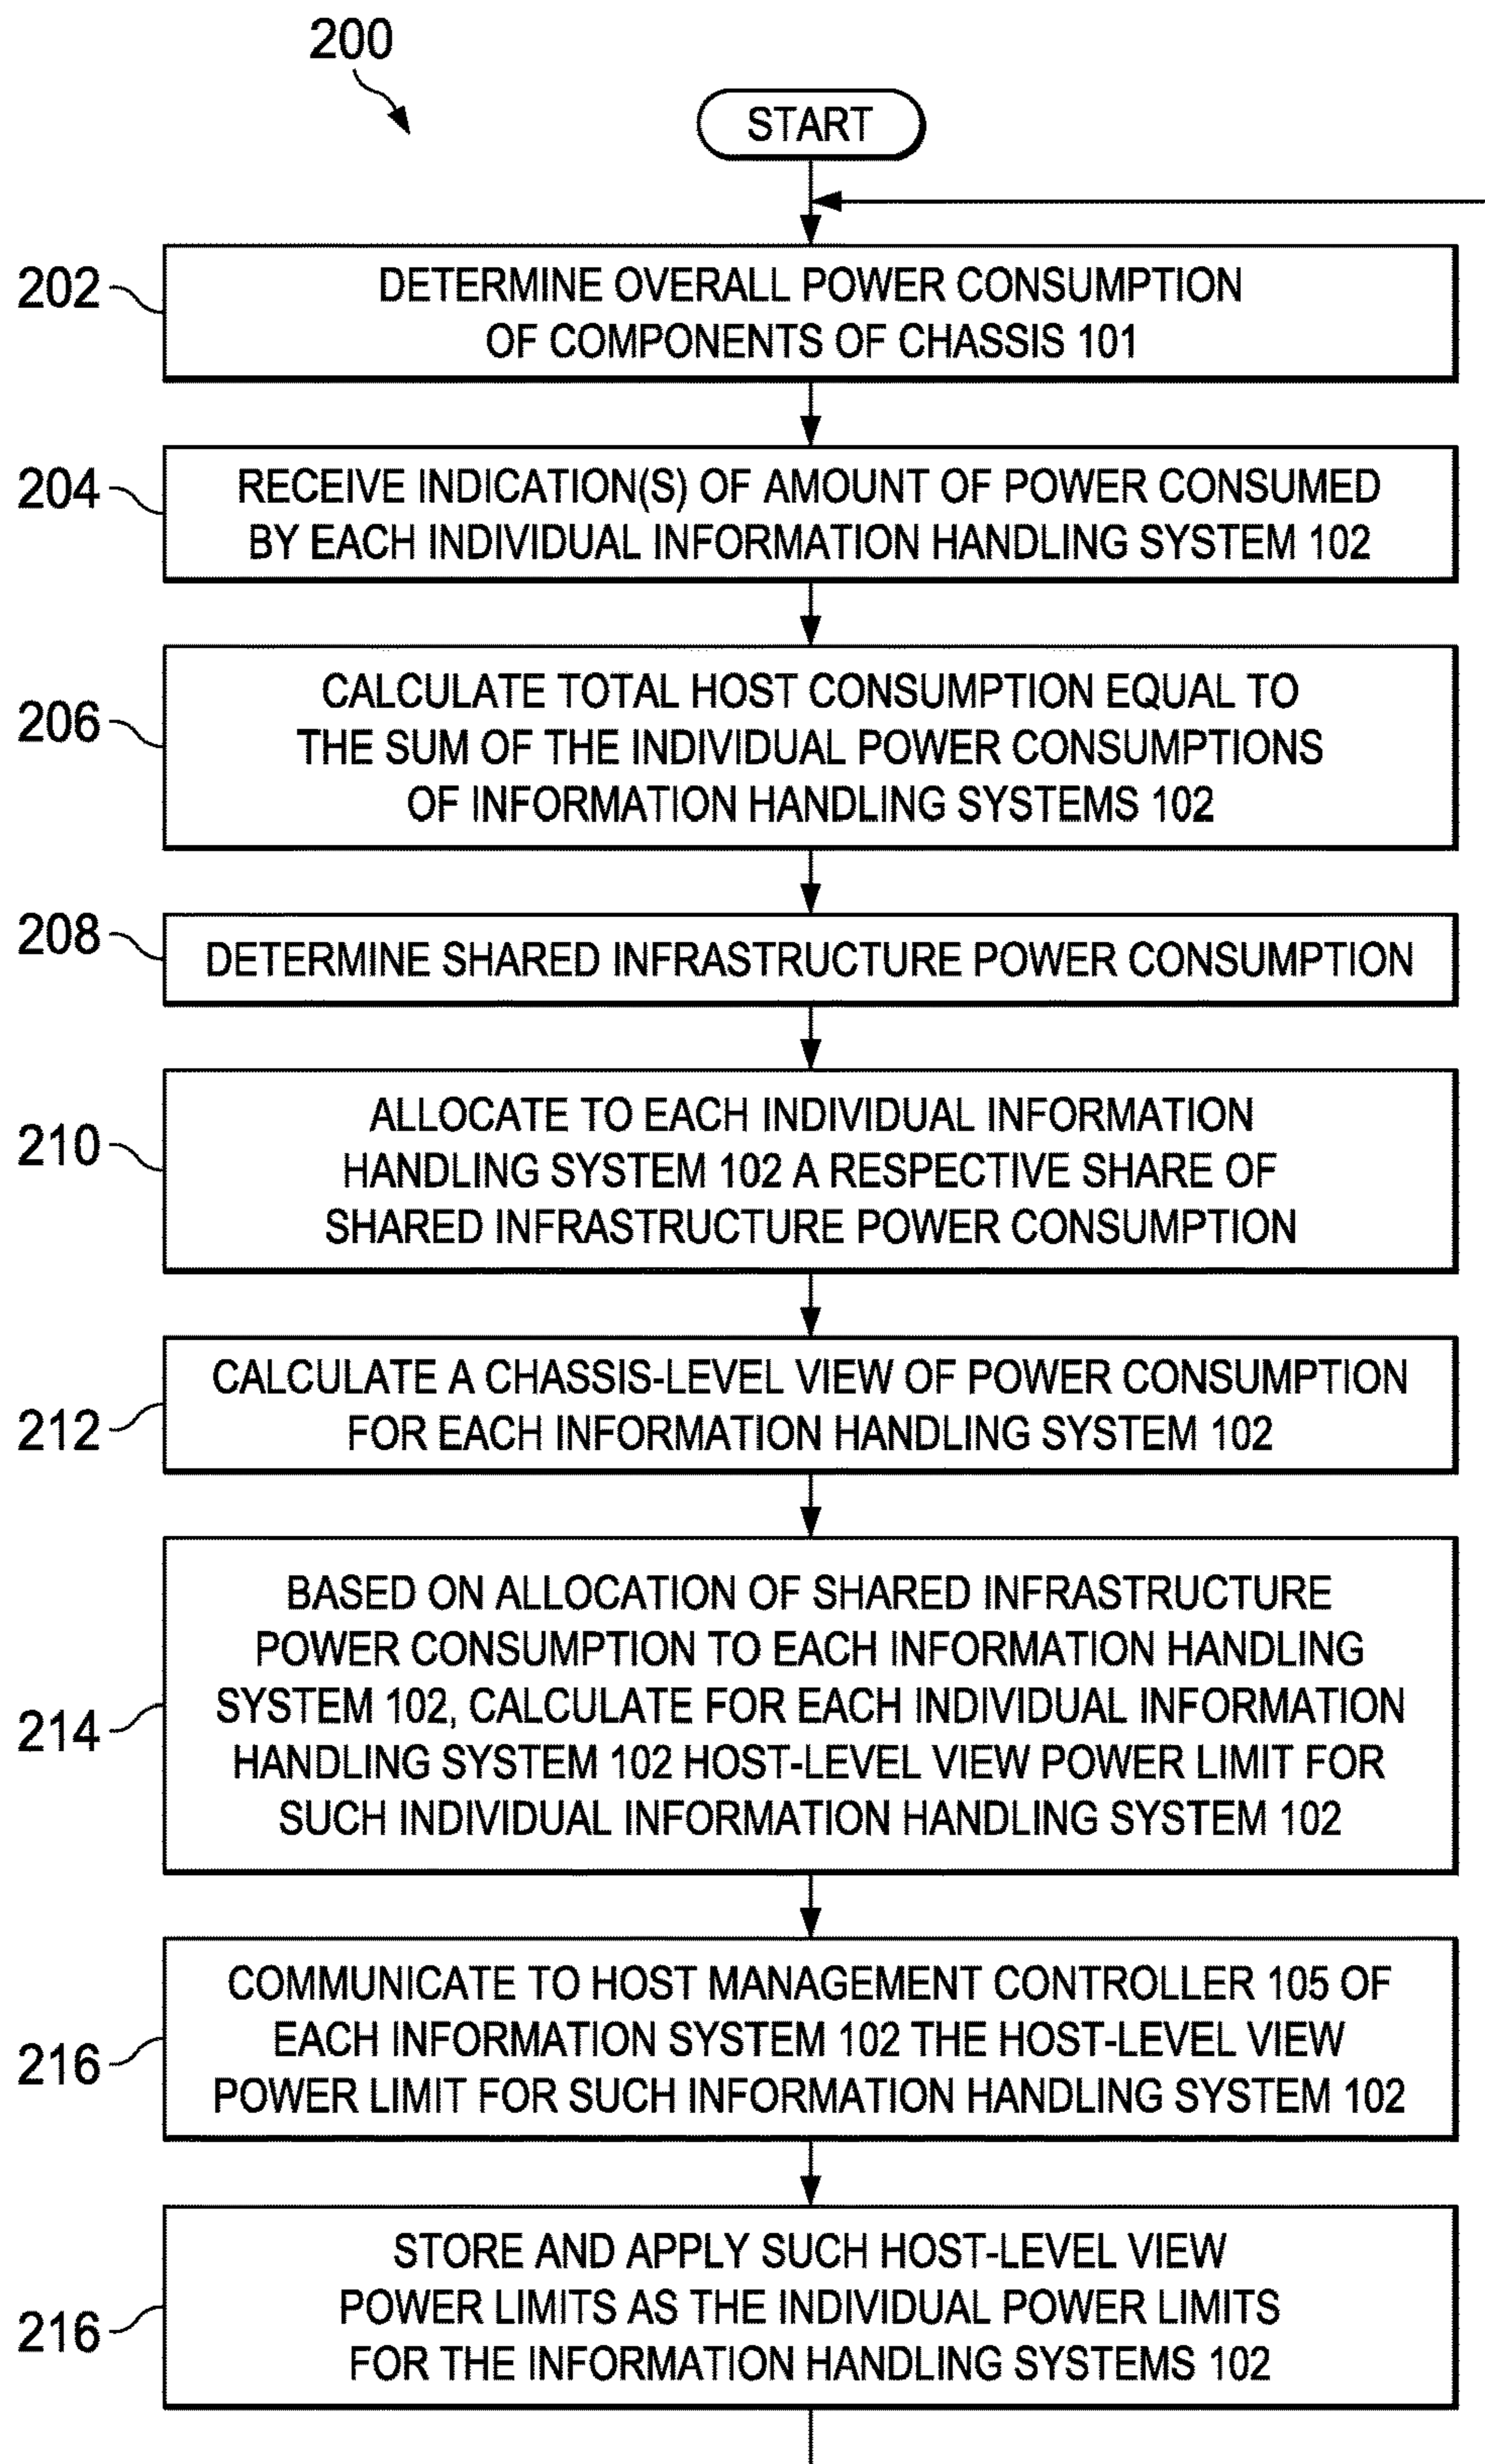 200
START
202
DETERMINE OVERALL POWER CONSUMPTION
OF COMPONENTS OF CHASSIS 101
204
RECEIVE INDICATION(S) OF AMOUNT OF POWER CONSUMED
BY EACH INDIVIDUAL INFORMATION HANDLING SYSTEM 102
206
CALCULATE TOTAL HOST CONSUMPTION EQUAL TO
THE SUM OF THE INDIVIDUAL POWER CONSUMPTIONS
OF INFORMATION HANDLING SYSTEMS 102
208
DETERMINE SHARED INFRASTRUCTURE POWER CONSUMPTION
210
ALLOCATE TO EACH INDIVIDUAL INFORMATION
HANDLING SYSTEM 102 A RESPECTIVE SHARE OF
SHARED INFRASTRUCTURE POWER CONSUMPTION
212
CALCULATE A CHASSIS-LEVEL VIEW OF POWER CONSUMPTION
FOR EACH INFORMATION HANDLING SYSTEM 102
214
BASED ON ALLOCATION OF SHARED INFRASTRUCTURE
POWER CONSUMPTION TO EACH INFORMATION HANDLING
SYSTEM 102, CALCULATE FOR EACH INDIVIDUAL INFORMATION
HANDLING SYSTEM 102 HOST-LEVEL VIEW POWER LIMIT FOR
SUCH INDIVIDUAL INFORMATION HANDLING SYSTEM 102
216
COMMUNICATE TO HOST MANAGEMENT CONTROLLER 105 OF
EACH INFORMATION SYSTEM 102 THE HOST-LEVEL VIEW
POWER LIMIT FOR SUCH INFORMATION HANDLING SYSTEM 102
216
STORE AND APPLY SUCH HOST-LEVEL VIEW
POWER LIMITS AS THE INDIVIDUAL POWER LIMITS
FOR THE INFORMATION HANDLING SYSTEMS 102